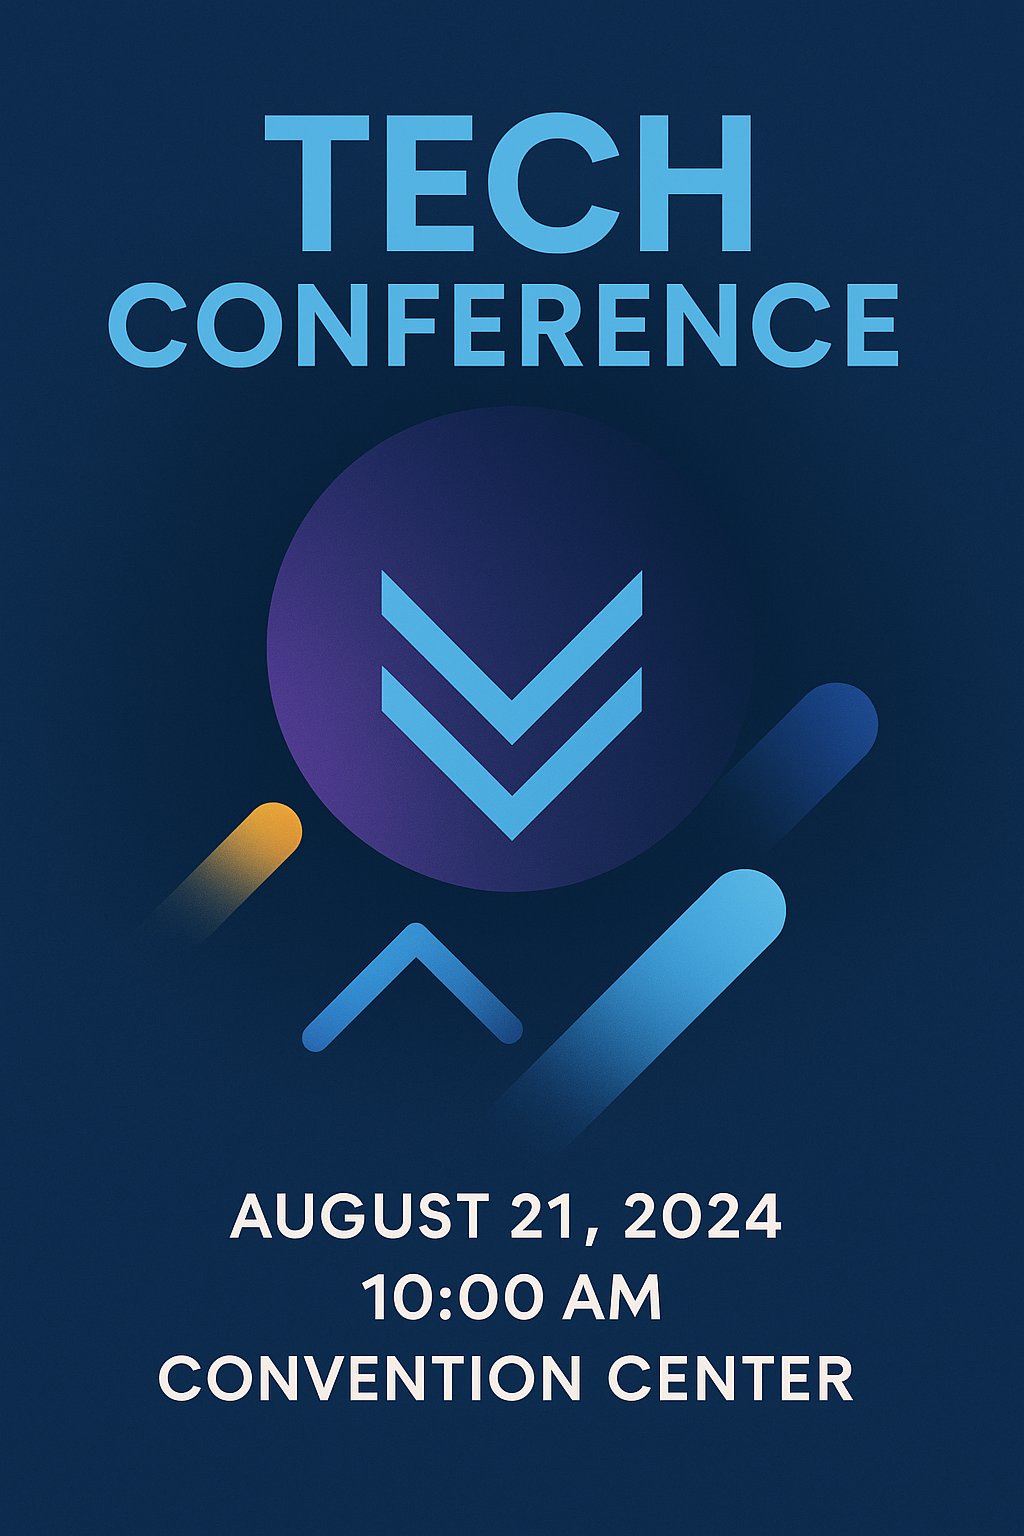 TECH
CONFERENCE
AUGUST 21, 2024
10:00 AM
CONVENTION CENTER